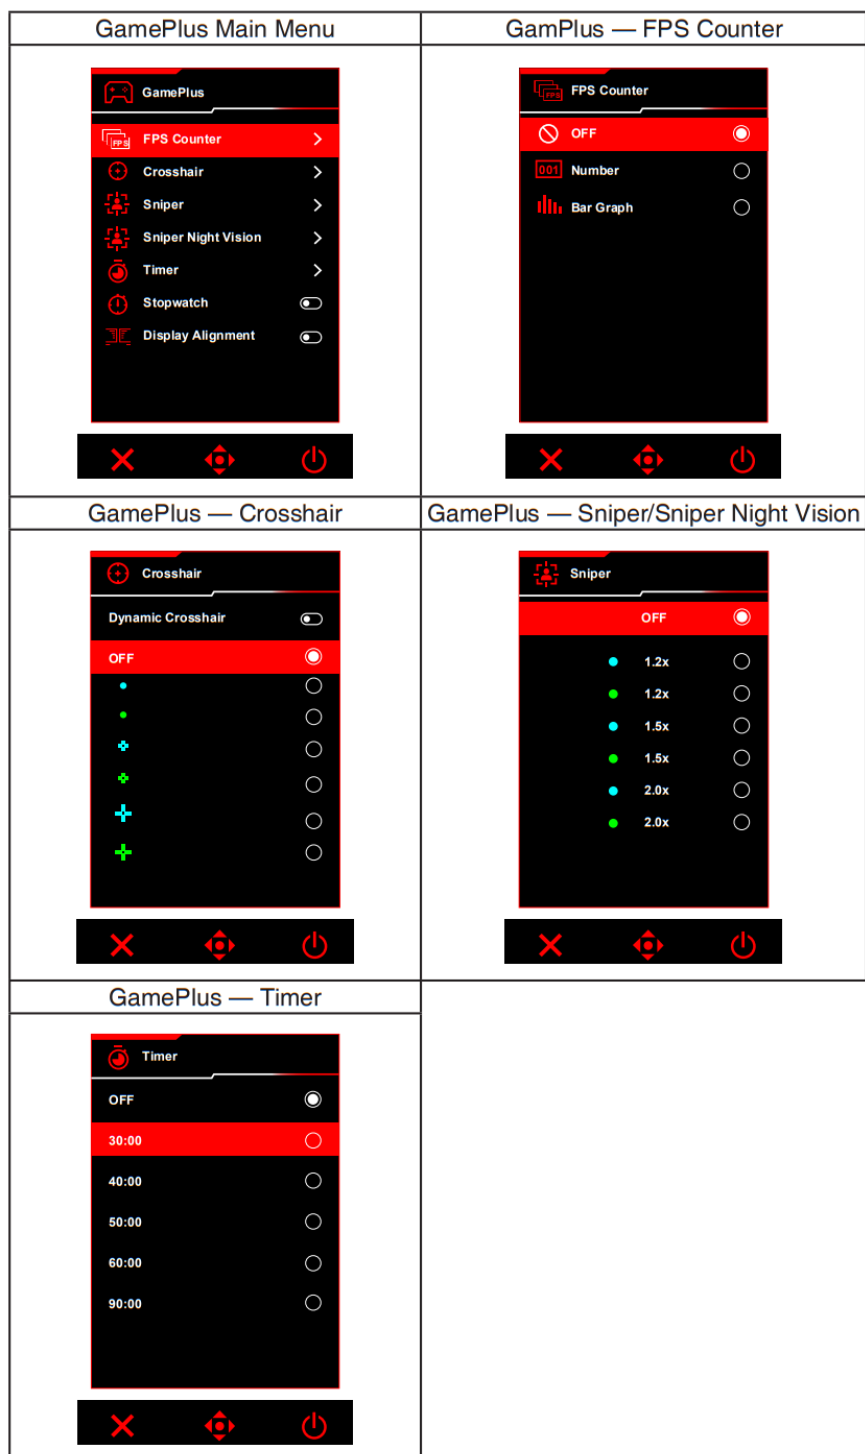 GamePlus Main Menu
GamPlus — FPS Counter
GamePlus
FPS
FPS Counter
Crosshair
Sniper
Sniper Night Vision
Timer
Stopwatch
Display Alignment
FPS
FPS Counter
OFF
001 Number
Bar Graph
GamePlus — Crosshair
GamePlus — Sniper/Sniper Night Vision
Crosshair
Dynamic Crosshair
OFF
Sniper
OFF
1.2x
1.2x
1.5x
1.5x
2.0x
2.0x
GamePlus — Timer
Timer
OFF
30:00
40:00
50:00
60:00
90:00